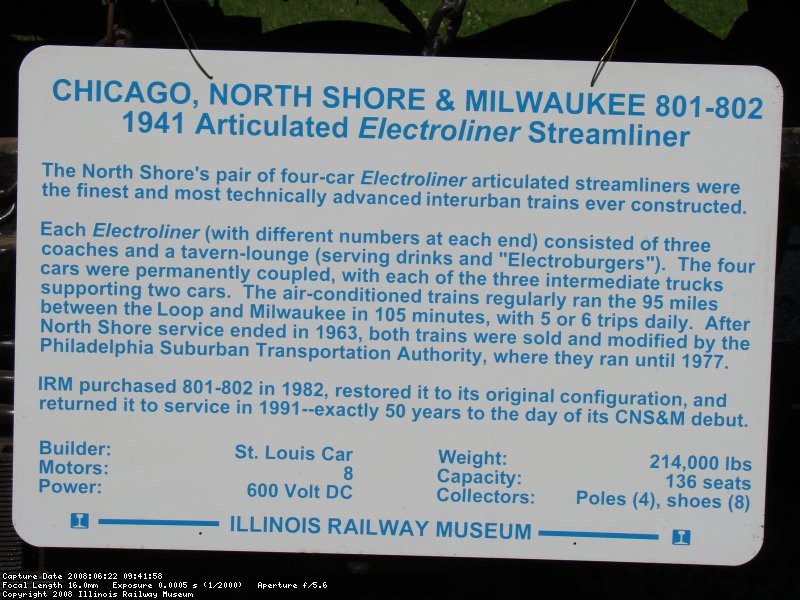 CHICAGO, NORTH SHORE & MILWAUKEE 801-802
1941 Articulated Electroliner Streamliner
The North Shore's pair of four-car Electroliner articulated streamliners were
the finest and most technically advanced interurban trains ever constructed.
Each Electroliner (with different numbers at each end) consisted of three
coaches and a tavern-lounge (serving drinks and "Electroburgers"). The four
cars were permanently coupled, with each of the three intermediate trucks
supporting two cars. The air-conditioned trains regularly ran the 95 miles
between the Loop and Milwaukee in 105 minutes, with 5 or 6 trips daily. After
North Shore service ended in 1963, both trains were sold and modified by the
Philadelphia Suburban Transportation Authority, where they ran until 1977.
IRM purchased 801-802 in 1982, restored it to its original configuration, and
returned it to service in 1991--exactly 50 years to the day of its CNS&M debut.
Builder: St. Louis Car
Motors: 8
Power: 600 Volt DC
Weight: 214,000 lbs
Capacity: 136 seats
Collectors: Poles (4), shoes (8)
ILLINOIS RAILWAY MUSEUM
Capture Date 2008:06:22 09:41:58
Focal Length 16.0mm Exposure 0.0005 s (1/2000) Aperture f/5.6
Copyright 2008 Illinois Railway Museum